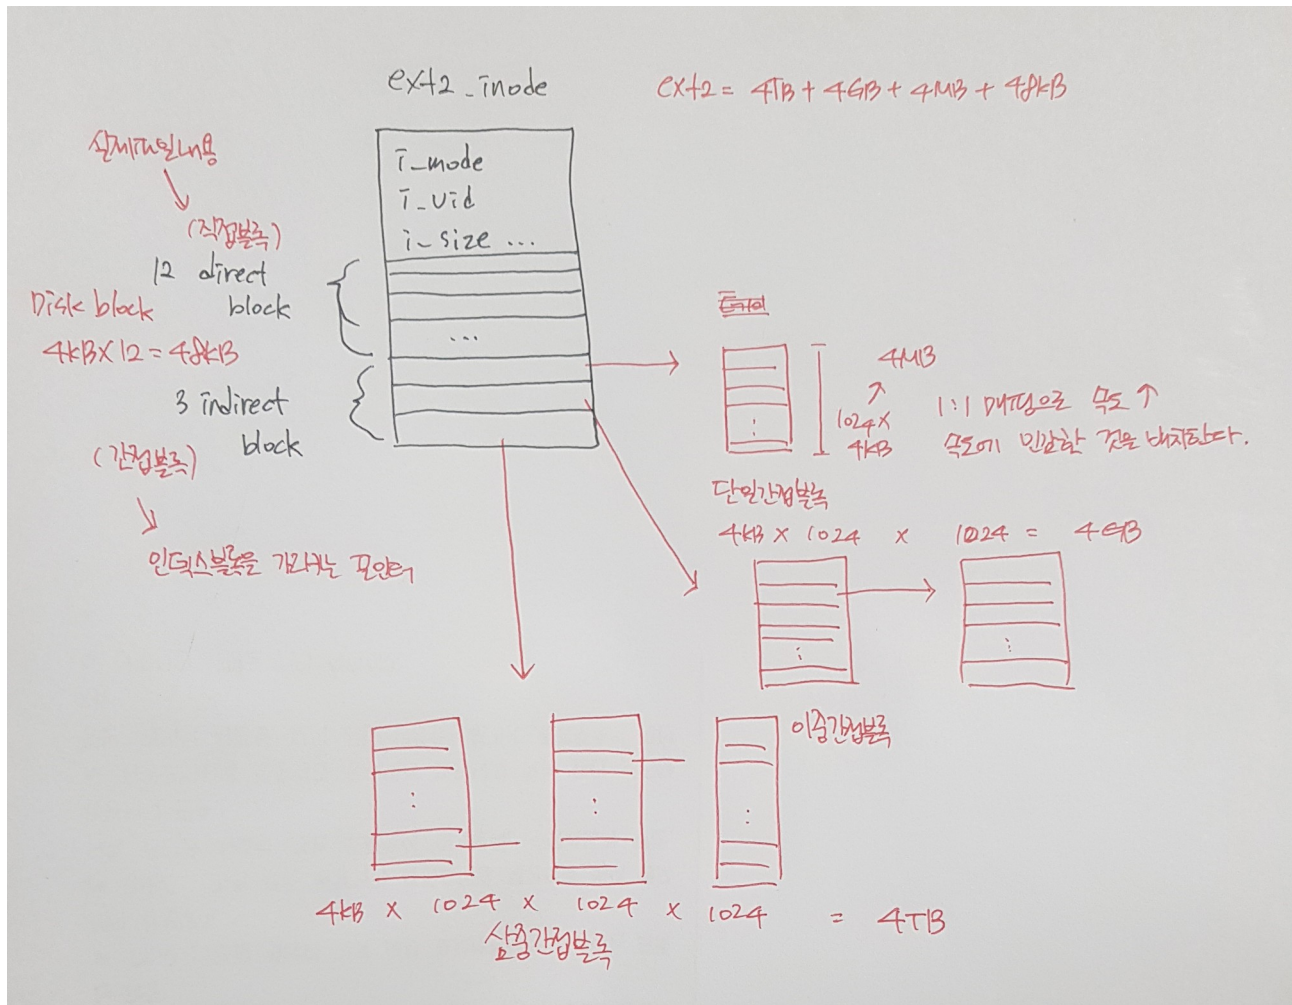 ext2_inode
ext2 = 4TB + 4GB + 4MB + 48KB
실제파일내용
i_mode
i_uid
i_size ...
(직접블록)
12 direct
block
Disk block
4KB X 12 = 48KB
...
3 indirect
block
(간접블록)
인덱스블록을 가리키는 포인터
4MB
1024 X
4KB
1:1 매핑으로 속도 ↑
속도에 민감한 것을 배치한다.
단일간접블록
4KB X 1024 X 1024 = 4GB
이중간접블록
4KB X 1024 X 1024 X 1024 = 4TB
삼중간접블록